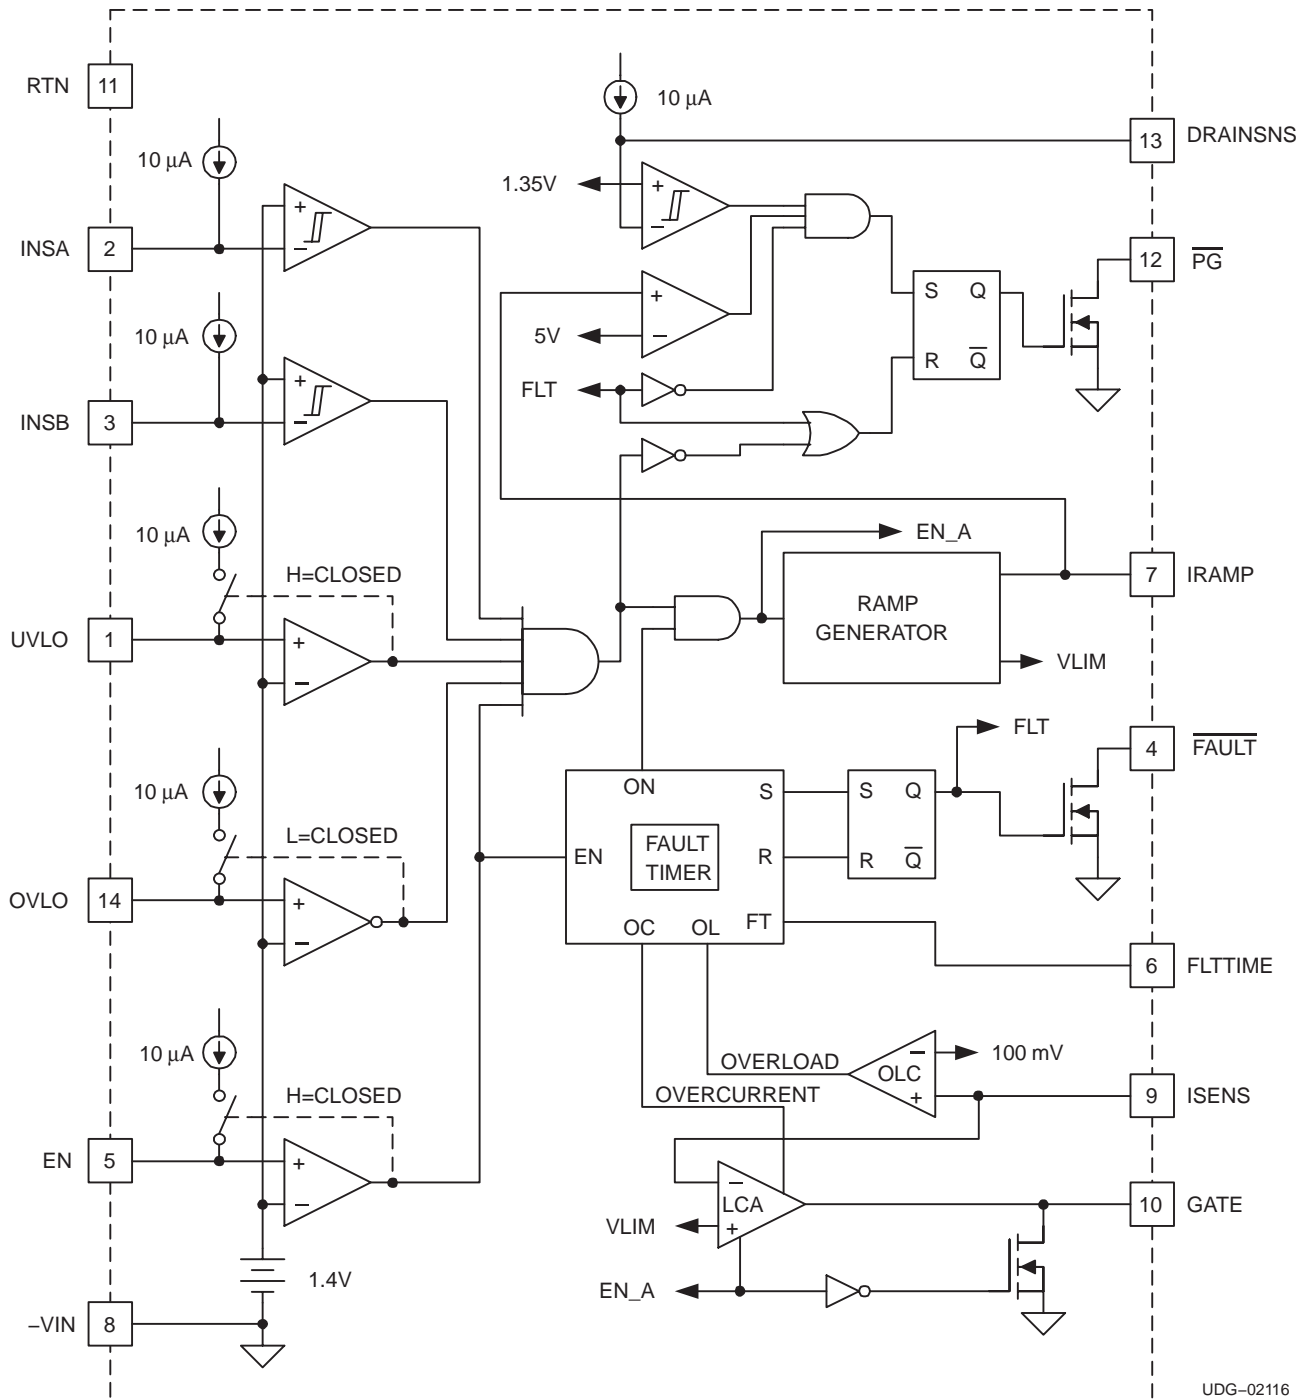 RTN 11
10 µA
10 µA
INSA 2
+
−
10 µA
INSB 3
+
−
10 µA
H=CLOSED
UVLO 1
+
−
10 µA
L=CLOSED
OVLO 14
+
−
10 µA
H=CLOSED
EN 5
+
−
1.4V
−VIN 8
13 DRAINSNS
1.35V
+
−
12 PG
5V
+
−
S Q
R Q
FLT
EN_A
RAMP
GENERATOR
7 IRAMP
VLIM
FLT
4 FAULT
ON
S
EN
FAULT
TIMER
R
OC OL FT
S Q
R Q
6 FLTTIME
OVERLOAD
−
OLC
+
100 mV
OVERCURRENT
9 ISENS
−
LCA
+
VLIM
10 GATE
EN_A
UDG−02116